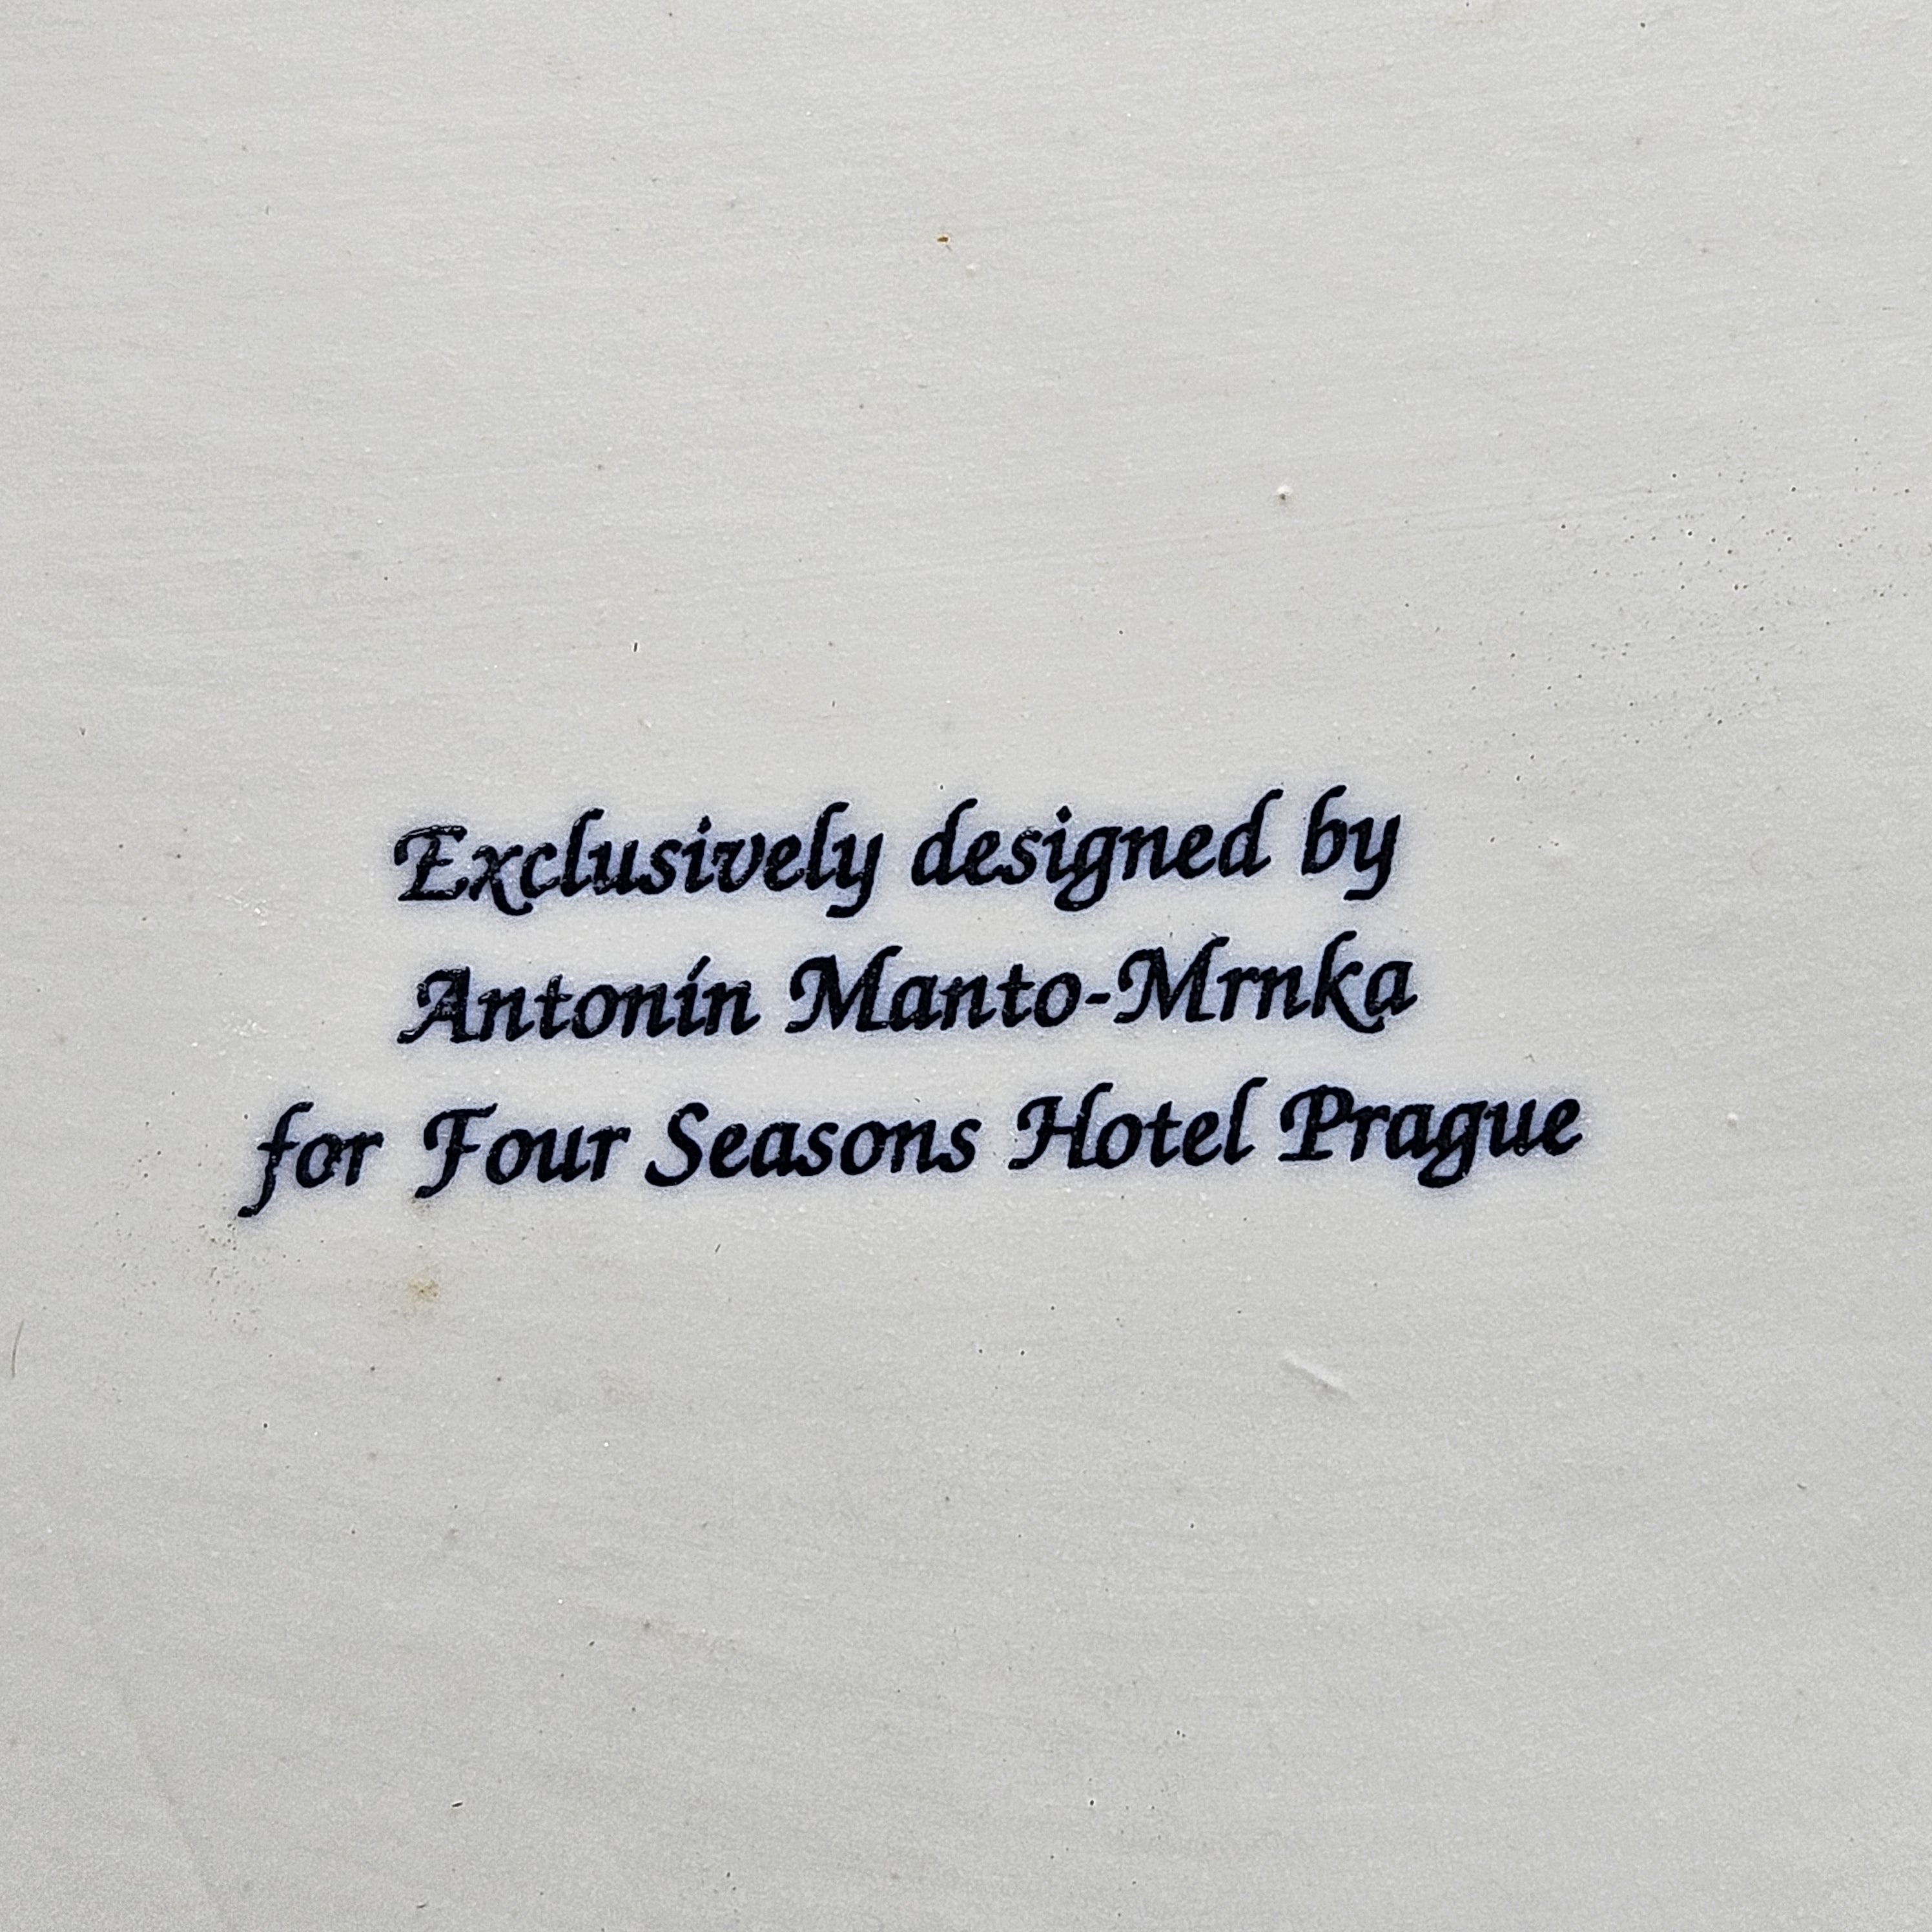 Exclusively designed by
Antonín Manto-Mrnka
for Four Seasons Hotel Prague